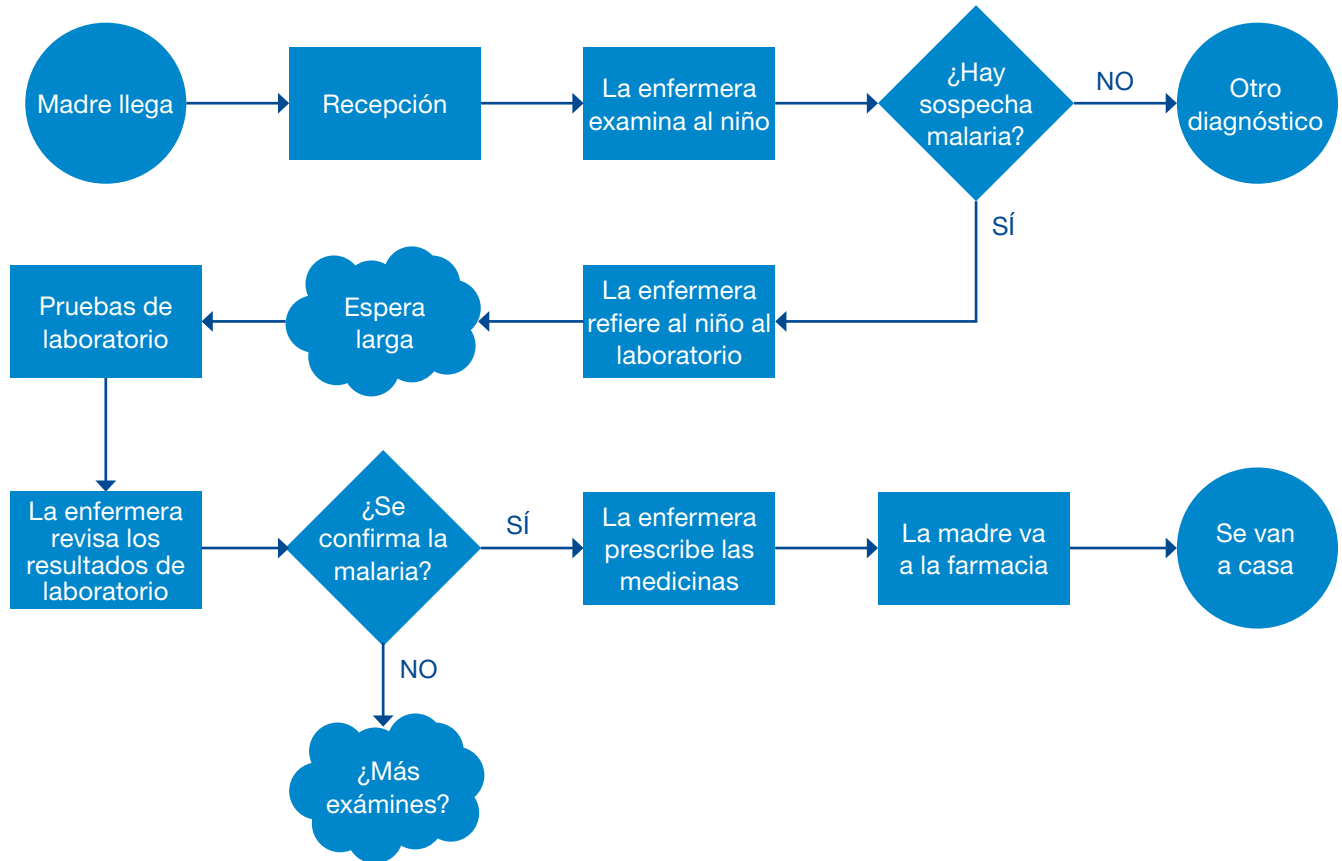 Madre llega
Recepción
La enfermera
examina al niño
¿Hay
sospecha
malaria?
NO
Otro
diagnóstico
SÍ
La enfermera
refiere al niño al
laboratorio
Espera
larga
Pruebas de
laboratorio
La enfermera
revisa los
resultados de
laboratorio
¿Se
confirma la
malaria?
SÍ
La enfermera
prescribe las
medicinas
La madre va
a la farmacia
Se van
a casa
NO
¿Más
exámines?